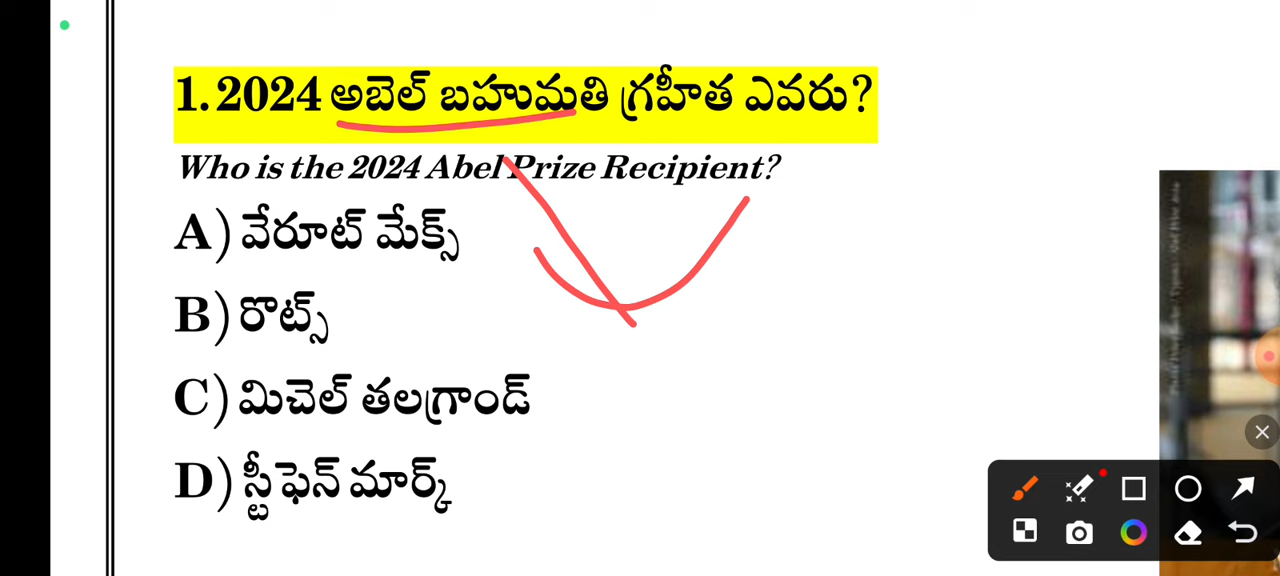 1. 2024 అబెల్ బహుమతి గ్రహీత ఎవరు?
Who is the 2024 Abel Prize Recipient?
A) వేరూట్ మేక్స్
B) రొట్స్
C) మిచెల్ తలగ్రాండ్
D) స్టీఫెన్ మార్క్